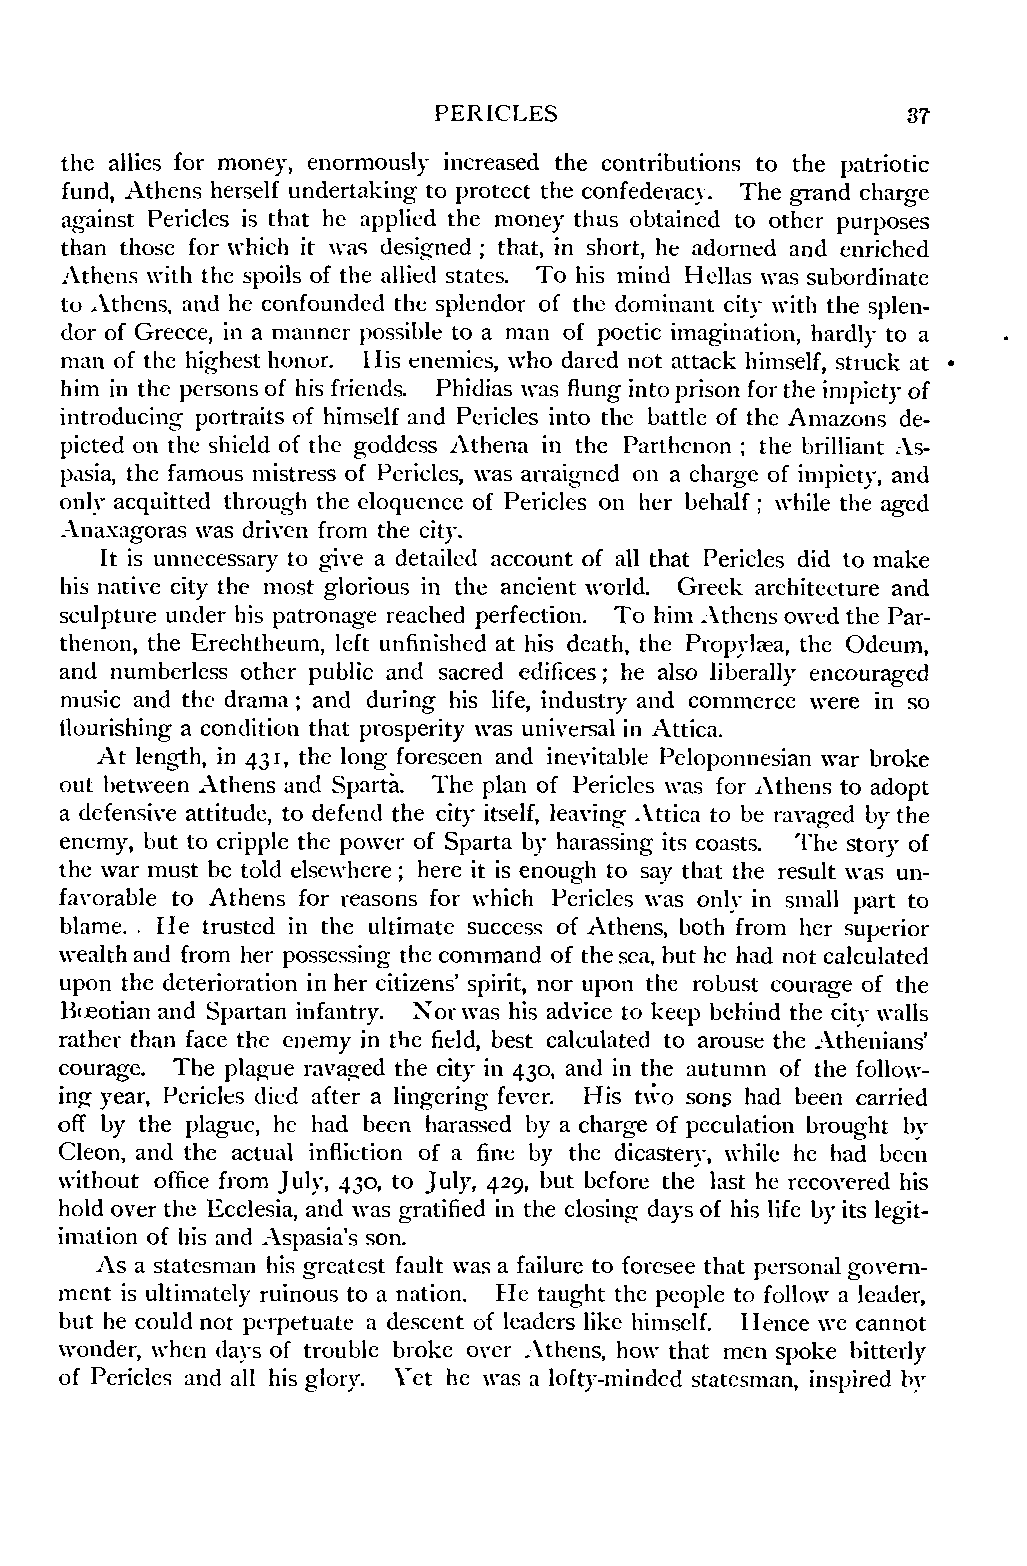 PERICLES 37
the allies for money, enormously increased the contributions to the patriotic
fund, Athens herself undertaking to protect the confederacy. The grand charge
against Pericles is that he applied the money thus obtained to other purposes
than those for which it was designed ; that, in short, he adorned and enriched
Athens with the spoils of the allied states. To his mind Hellas was subordinate
to Athens, and he confounded the splendor of the dominant city with the splen-
dor of Greece, in a manner possible to a man of poetic imagination, hardly to a
man of the highest honor. His enemies, who dared not attack himself, struck at
him in the persons of his friends. Phidias was flung into prison for the impiety of
introducing portraits of himself and Pericles into the battle of the Amazons de-
picted on the shield of the goddess Athena in the Parthenon ; the brilliant As-
pasia, the famous mistress of Pericles, was arraigned on a charge of impiety, and
only acquitted through the eloquence of Pericles on her behalf ; while the aged
Anaxagoras was driven from the city.
It is unnecessary to give a detailed account of all that Pericles did to make
his native city the most glorious in the ancient world. Greek architecture and
sculpture under his patronage reached perfection. To him Athens owed the Par-
thenon, the Erechtheum, left unfinished at his death, the Propylæa, the Odeum,
and numberless other public and sacred edifices ; he also liberally encouraged
music and the drama ; and during his life, industry and commerce were in so
flourishing a condition that prosperity was universal in Attica.
At length, in 431, the long foreseen and inevitable Peloponnesian war broke
out between Athens and Sparta. The plan of Pericles was for Athens to adopt
a defensive attitude, to defend the city itself, leaving Attica to be ravaged by the
enemy, but to cripple the power of Sparta by harassing its coasts. The story of
the war must be told elsewhere ; here it is enough to say that the result was un-
favorable to Athens for reasons for which Pericles was only in small part to
blame. He trusted in the ultimate success of Athens, both from her superior
wealth and from her possessing the command of the sea, but he had not calculated
upon the deterioration in her citizens' spirit, nor upon the robust courage of the
Bœotian and Spartan infantry. Nor was his advice to keep behind the city walls
rather than face the enemy in the field, best calculated to arouse the Athenians'
courage. The plague ravaged the city in 430, and in the autumn of the follow-
ing year, Pericles died after a lingering fever. His two sons had been carried
off by the plague, he had been harassed by a charge of peculation brought by
Cleon, and the actual infliction of a fine by the dicastery, while he had been
without office from July, 430, to July, 429, but before the last he recovered his
hold over the Ecclesia, and was gratified in the closing days of his life by its legit-
imation of his and Aspasia's son.
As a statesman his greatest fault was a failure to foresee that personal govern-
ment is ultimately ruinous to a nation. He taught the people to follow a leader,
but he could not perpetuate a descent of leaders like himself. Hence we cannot
wonder, when days of trouble broke over Athens, how that men spoke bitterly
of Pericles and all his glory. Yet he was a lofty-minded statesman, inspired by